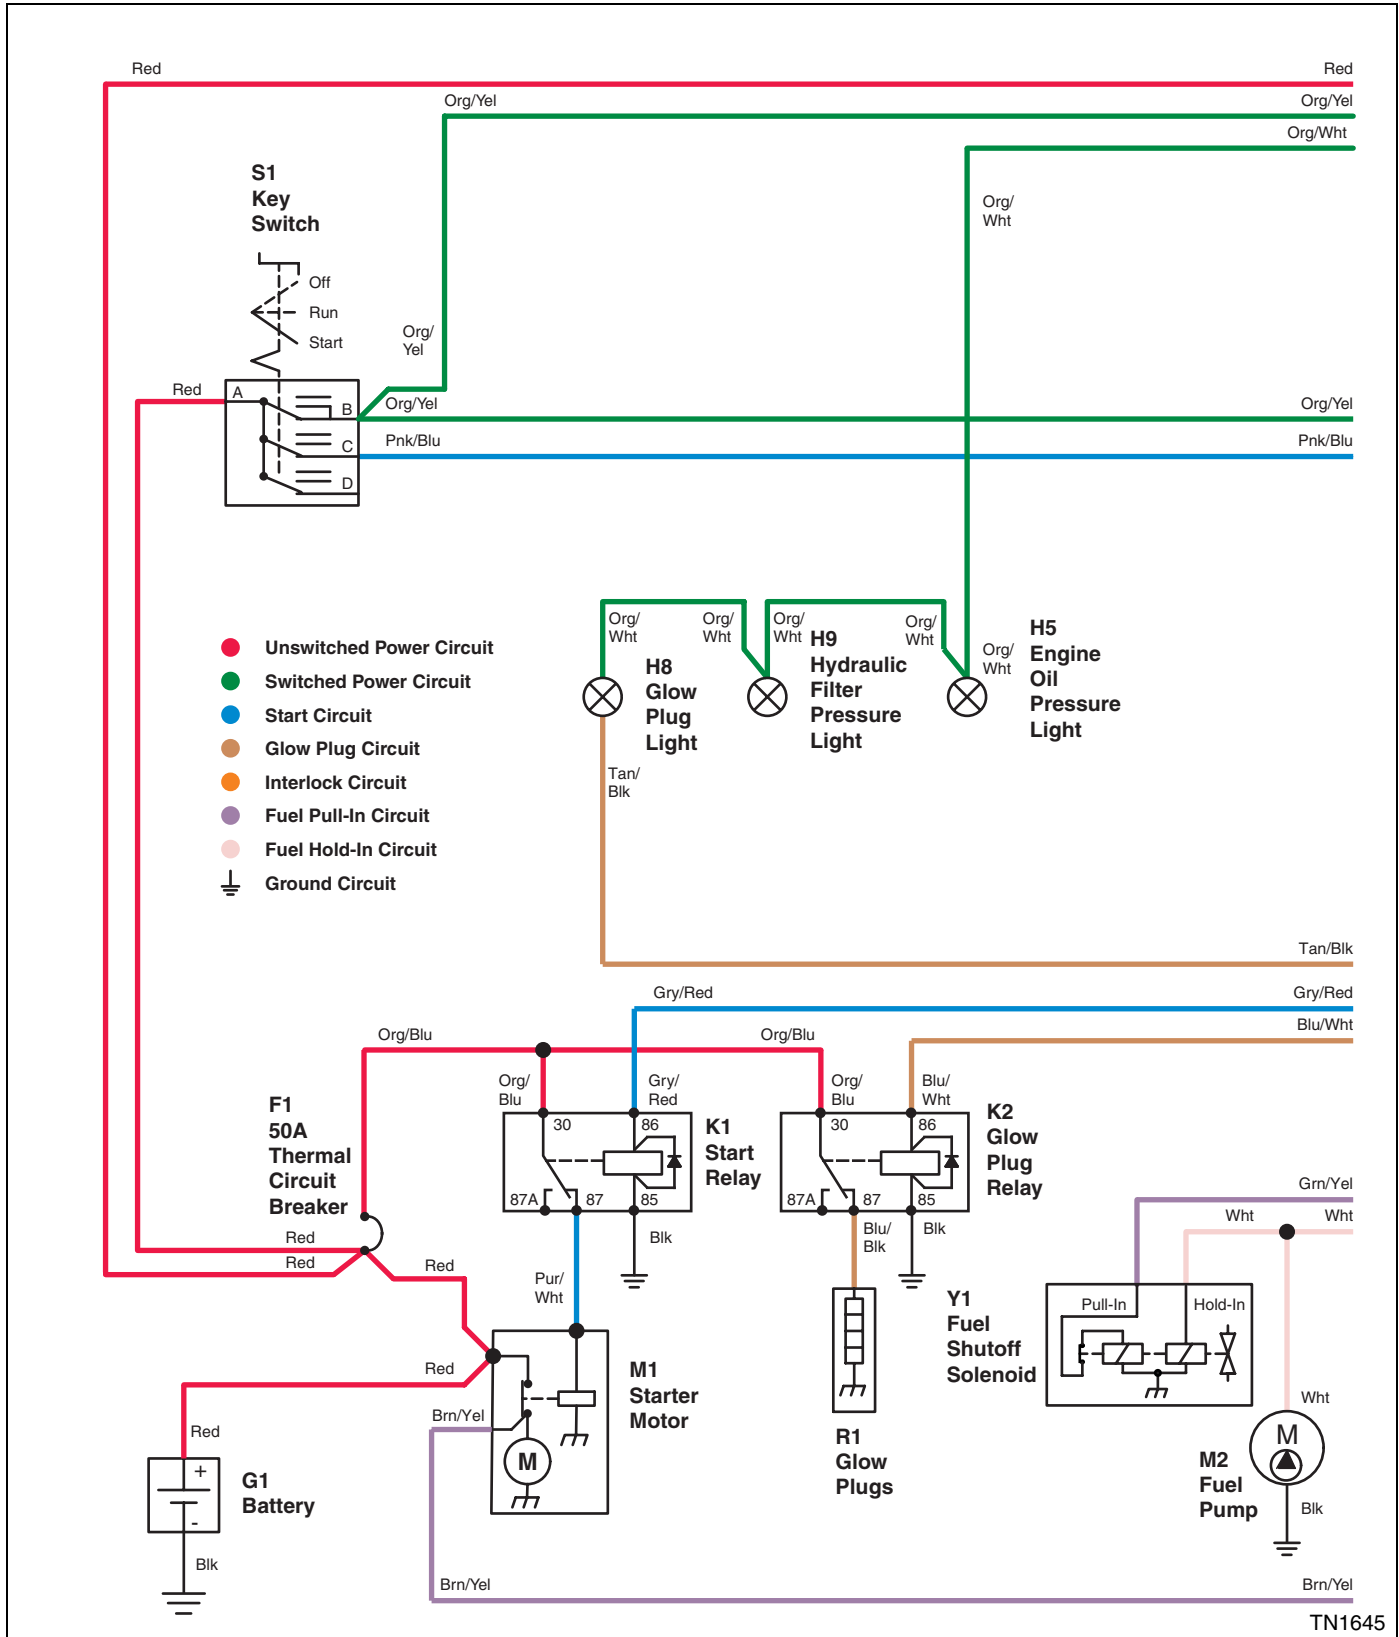 Red
Red
Org/Yel
Org/Yel
Org/Wht
S1
Key
Switch
Org/
Wht
Off
Run
Start
Org/
Yel
Red
A
B
C
D
Org/Yel
Org/Yel
Pnk/Blu
Pnk/Blu
Org/
Wht
Org/
Wht
Org/
Wht
Org/
Wht
Org/
Wht
H8
Glow
Plug
Light
H9
Hydraulic
Filter
Pressure
Light
H5
Engine
Oil
Pressure
Light
Unswitched Power Circuit
Switched Power Circuit
Start Circuit
Glow Plug Circuit
Interlock Circuit
Fuel Pull-In Circuit
Fuel Hold-In Circuit
Ground Circuit
Tan/
Blk
Tan/Blk
Gry/Red
Gry/Red
Blu/Wht
Org/Blu
Org/Blu
Org/
Blu
Gry/
Red
Org/
Blu
Blu/
Wht
F1
50A
Thermal
Circuit
Breaker
30
86
87A
87
85
K1
Start
Relay
30
86
87A
87
85
K2
Glow
Plug
Relay
Blk
Blu/
Blk
Blk
Grn/Yel
Wht
Wht
Red
Red
Red
Pur/
Wht
Pull-In
Hold-In
Y1
Fuel
Shutoff
Solenoid
Red
M1
Starter
Motor
Brn/Yel
M
R1
Glow
Plugs
Wht
M
M2
Fuel
Pump
Blk
Red
+
-
G1
Battery
Blk
Brn/Yel
Brn/Yel
TN1645